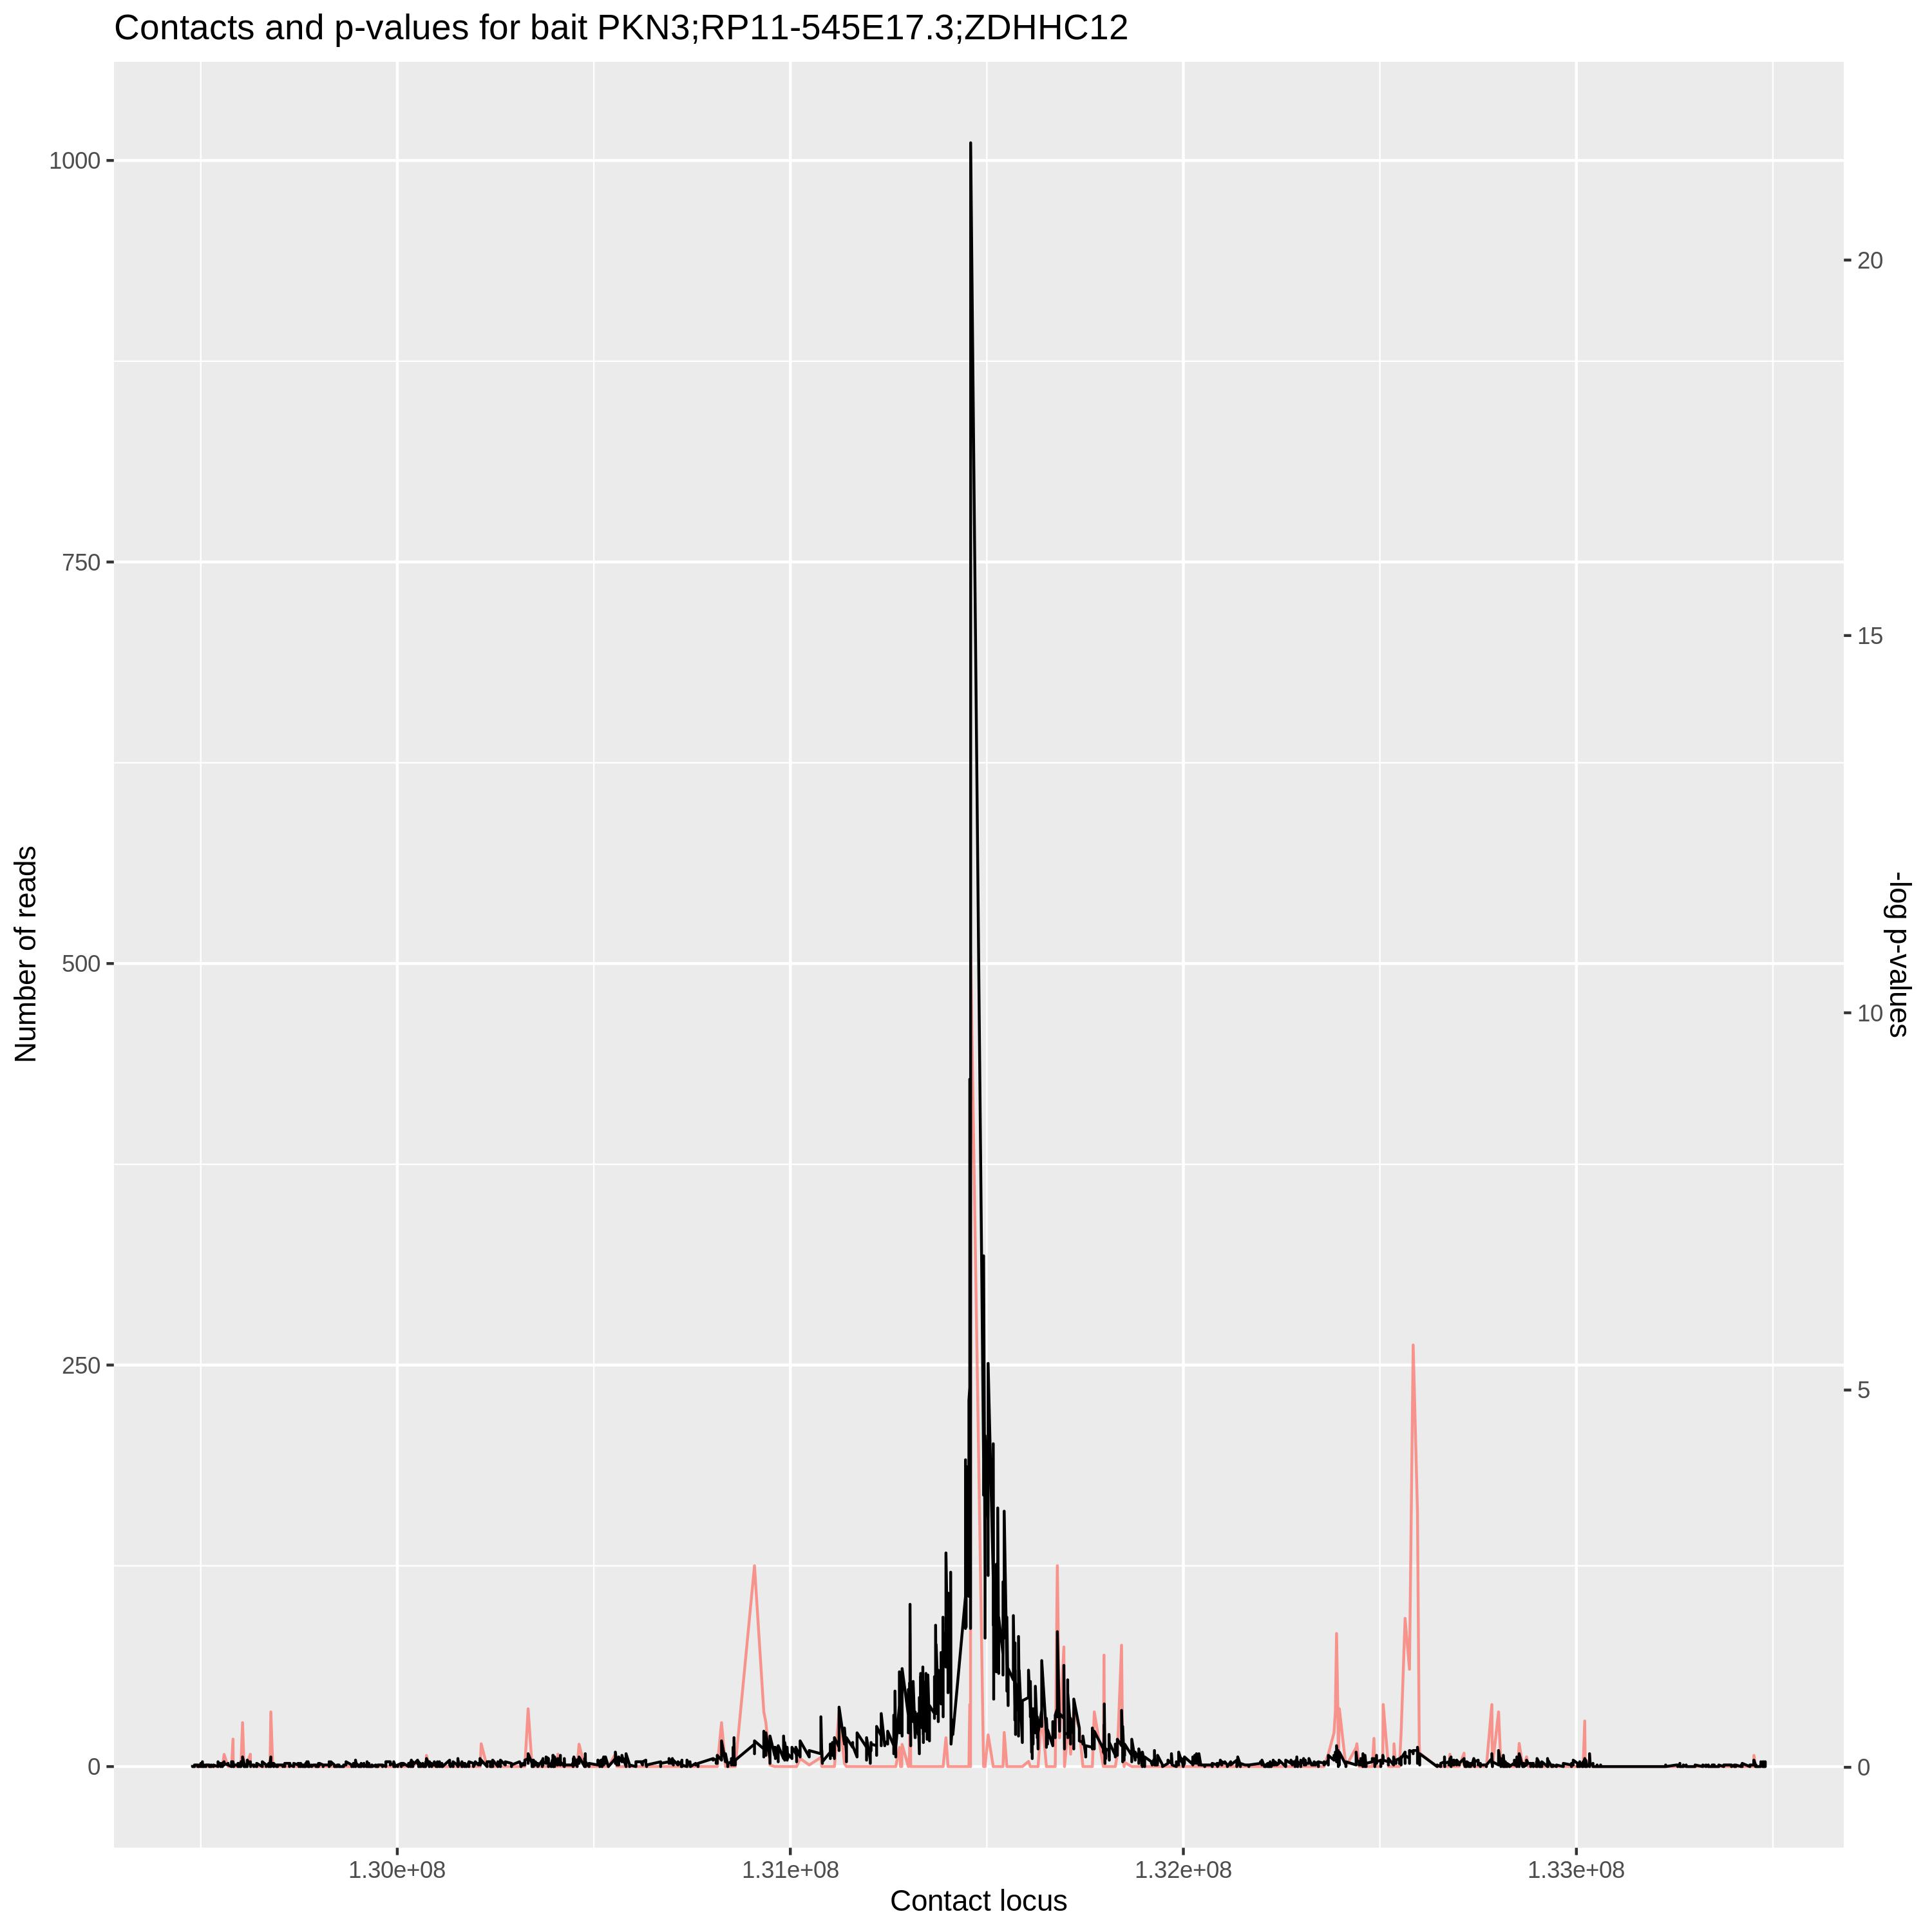 Contacts and p-values for bait PKN3;RP11-545E17.3;ZDHHC12
1000
750
500
250
0
Number of reads
20
15
10
5
0
-log p-values
1.30e+08
1.31e+08
1.32e+08
1.33e+08
Contact locus